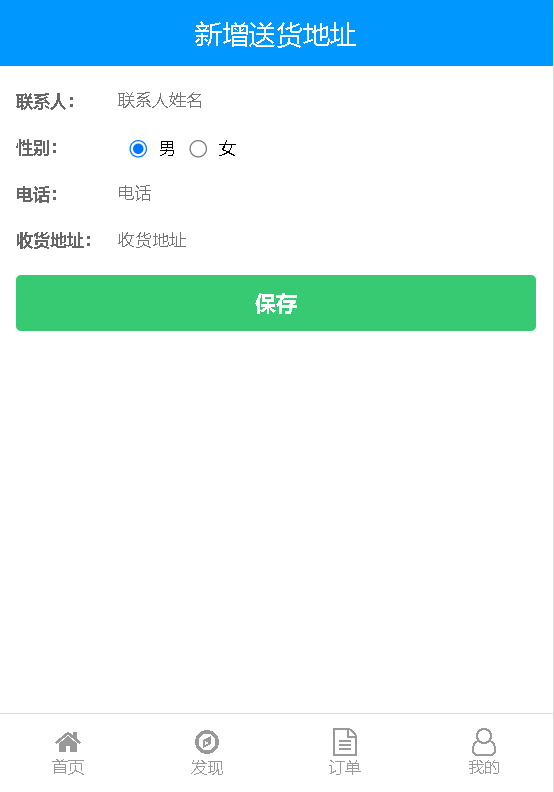 新增送货地址
联系人： 联系人姓名
性别： 男 女
电话： 电话
收货地址： 收货地址
保存
首页 发现 订单 我的